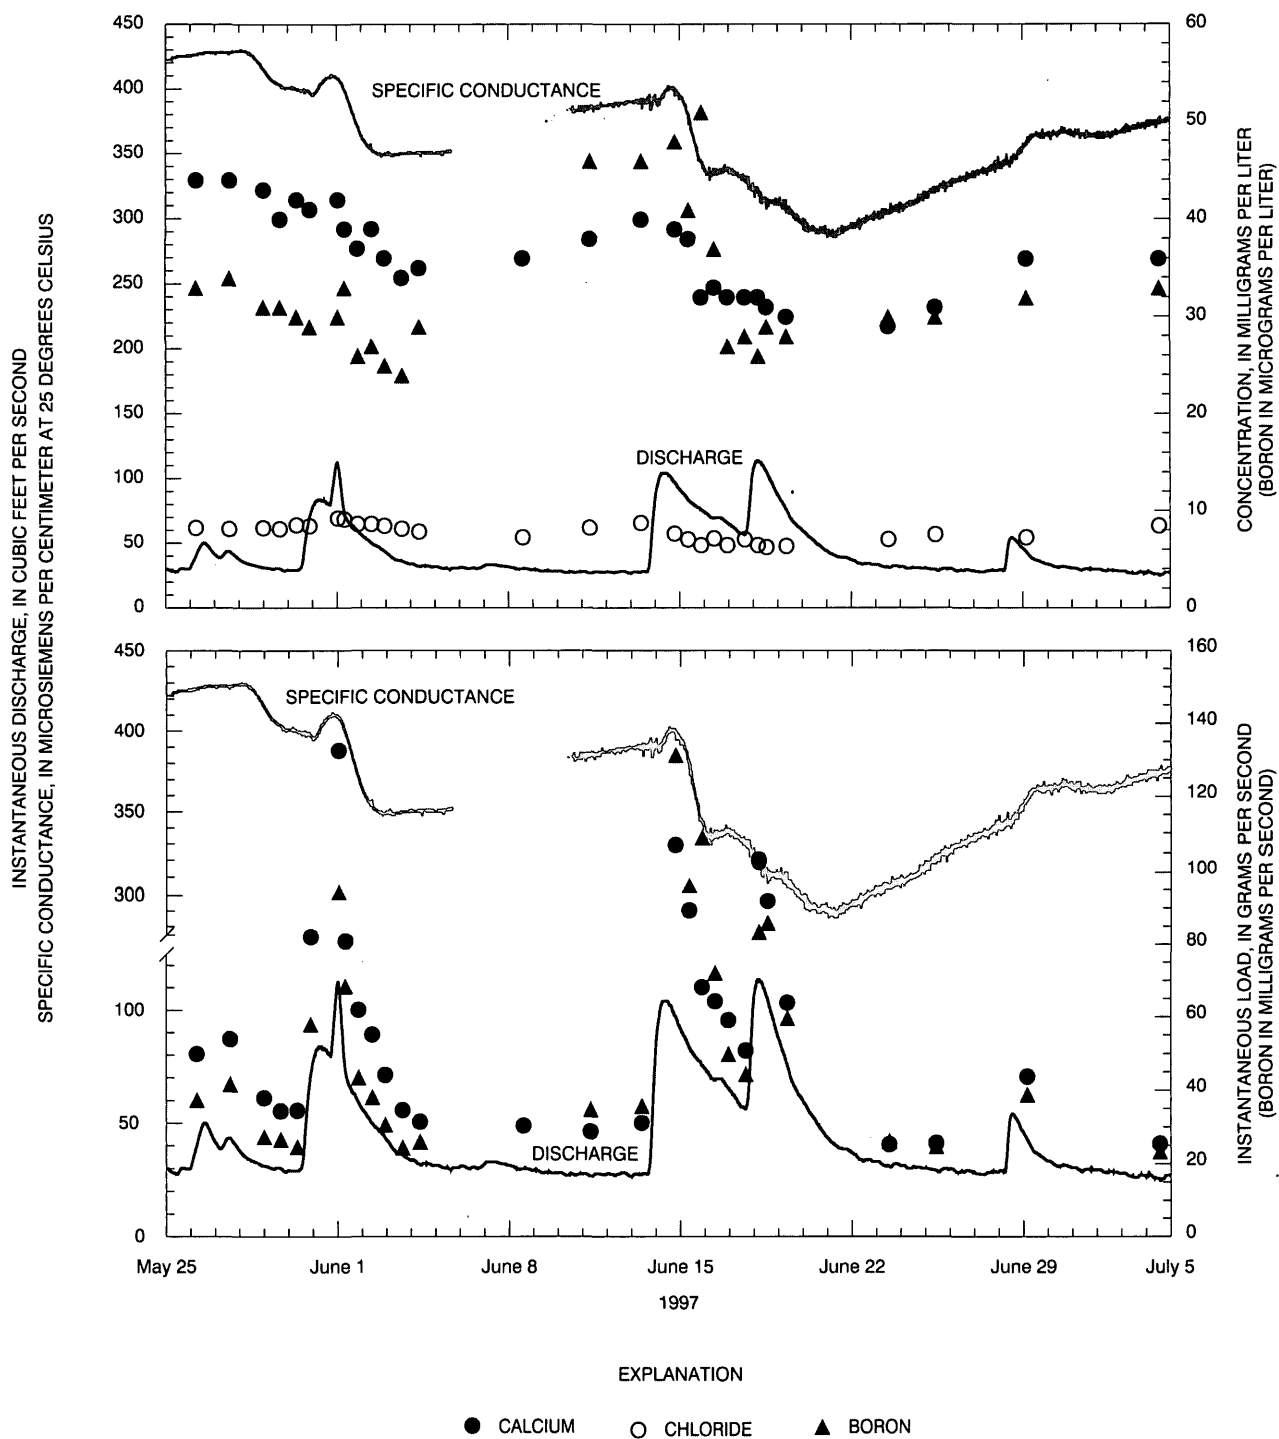 INSTANTANEOUS DISCHARGE, IN CUBIC FEET PER SECOND
SPECIFIC CONDUCTANCE, IN MICROSIEMENS PER CENTIMETER AT 25 DEGREES CELSIUS
450
400
350
300
250
200
150
100
50
0
SPECIFIC CONDUCTANCE
DISCHARGE
60
50
40
30
20
10
0
CONCENTRATION, IN MILLIGRAMS PER LITER
(BORON IN MICROGRAMS PER LITER)
450
400
350
300
100
50
0
SPECIFIC CONDUCTANCE
DISCHARGE
160
140
120
100
80
60
40
20
0
INSTANTANEOUS LOAD, IN GRAMS PER SECOND
(BORON IN MILLIGRAMS PER SECOND)
May 25 June 1 June 8 June 15 June 22 June 29 July 5
1997
EXPLANATION
CALCIUM CHLORIDE BORON